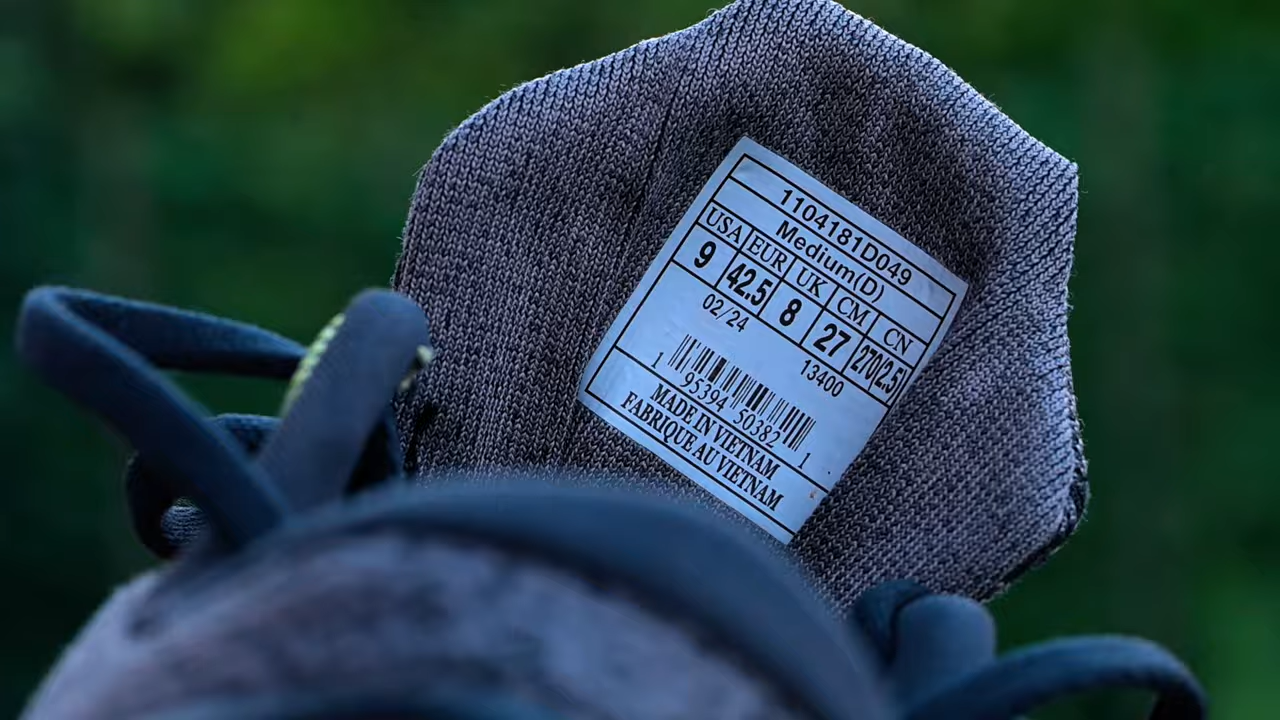 1104181D049
Medium(D)
USA EUR UK CM CN
9 42.5 8 27 270(2.5)
02/24 13400
1 95394 50382 1
MADE IN VIETNAM
FABRIQUE AU VIETNAM